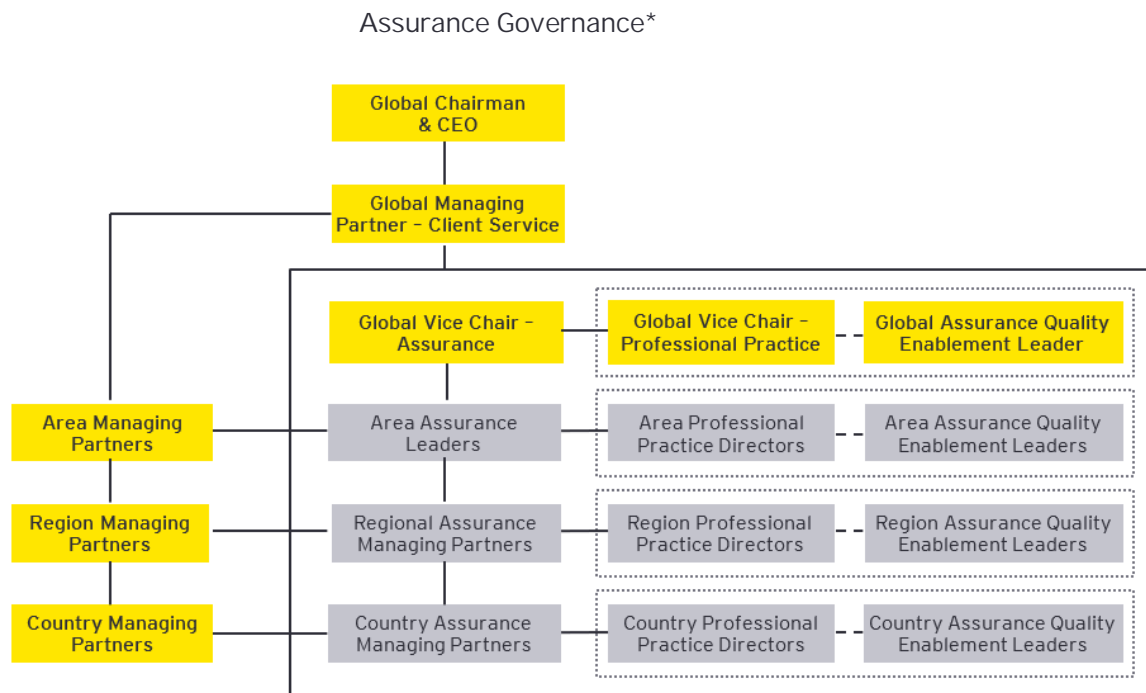 Assurance Governance*
Global Chairman
& CEO
Global Managing
Partner – Client Service
Global Vice Chair –
Assurance
Global Vice Chair –
Professional Practice
Global Assurance Quality
Enablement Leader
Area Managing
Partners
Area Assurance
Leaders
Area Professional
Practice Directors
Area Assurance Quality
Enablement Leaders
Region Managing
Partners
Regional Assurance
Managing Partners
Region Professional
Practice Directors
Region Assurance Quality
Enablement Leaders
Country Managing
Partners
Country Assurance
Managing Partners
Country Professional
Practice Directors
Country Assurance Quality
Enablement Leaders